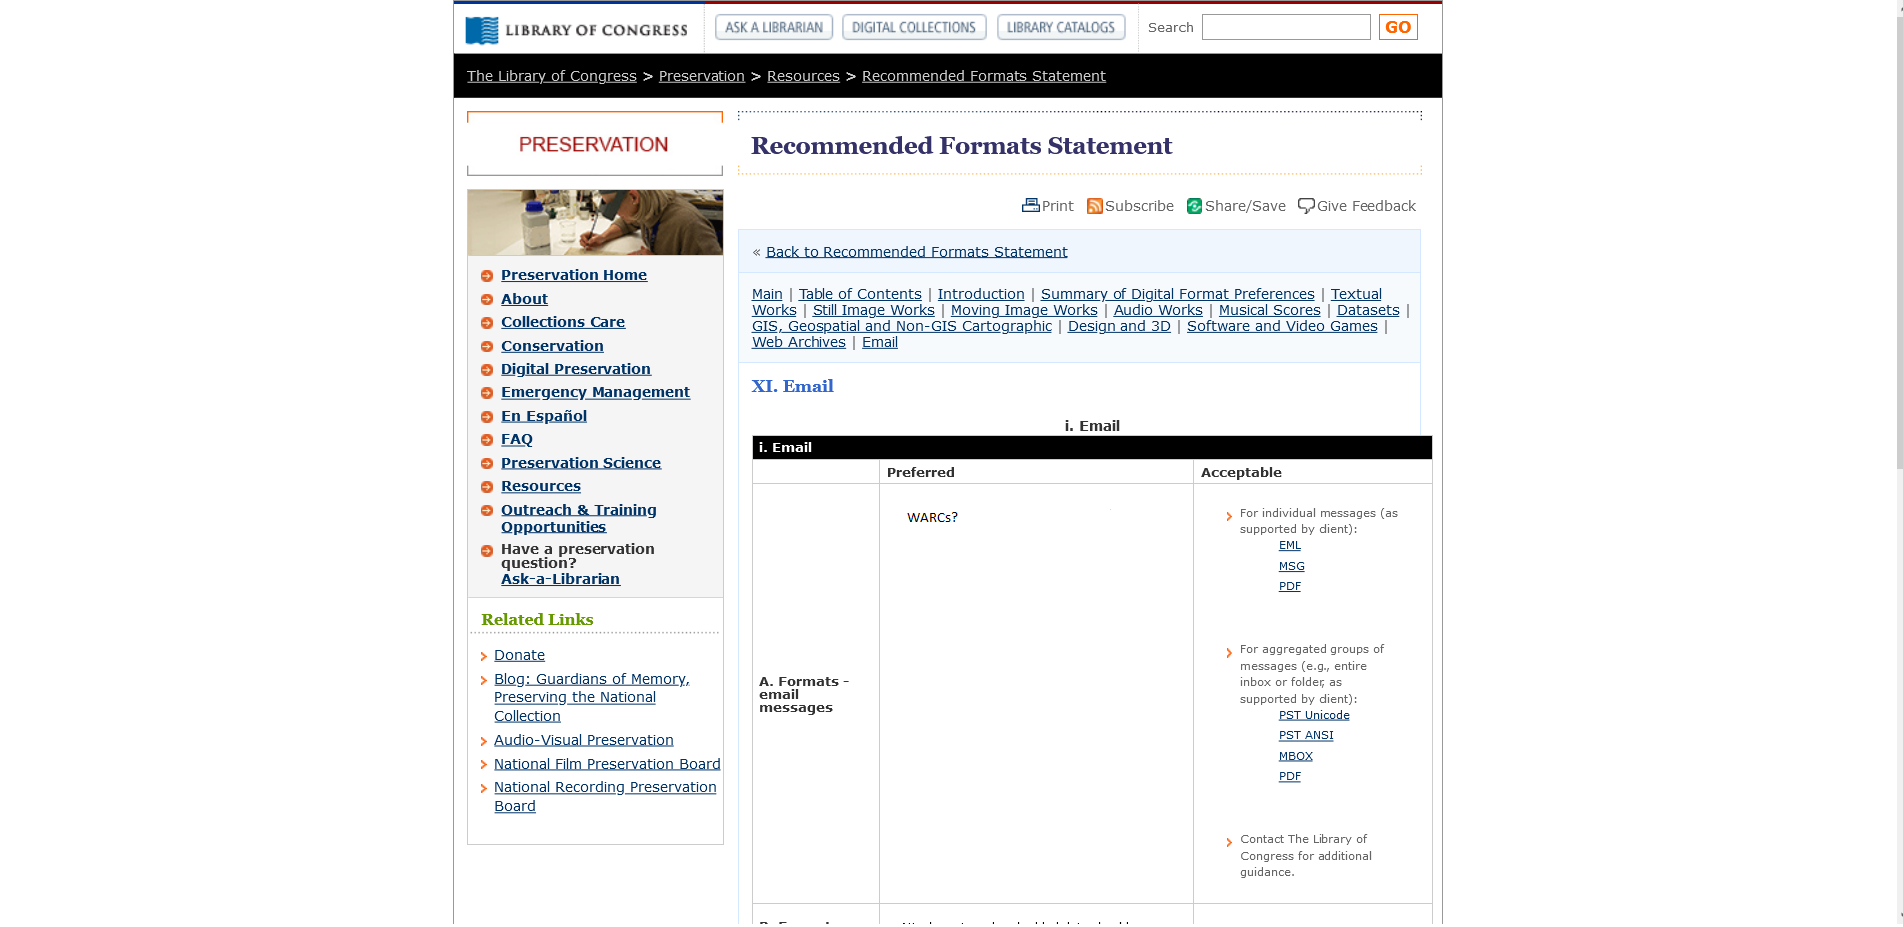 LIBRARY OF CONGRESS
ASK A LIBRARIAN
DIGITAL COLLECTIONS
LIBRARY CATALOGS
Search
GO
The Library of Congress > Preservation > Resources > Recommended Formats Statement
PRESERVATION
Preservation Home
About
Collections Care
Conservation
Digital Preservation
Emergency Management
En Español
FAQ
Preservation Science
Resources
Outreach & Training
Opportunities
Have a preservation
question?
Ask-a-Librarian
Related Links
Donate
Blog: Guardians of Memory,
Preserving the National
Collection
Audio-Visual Preservation
National Film Preservation Board
National Recording Preservation
Board
Recommended Formats Statement
Print
Subscribe
Share/Save
Give Feedback
« Back to Recommended Formats Statement
Main | Table of Contents | Introduction | Summary of Digital Format Preferences | Textual
Works | Still Image Works | Moving Image Works | Audio Works | Musical Scores | Datasets |
GIS, Geospatial and Non-GIS Cartographic | Design and 3D | Software and Video Games |
Web Archives | Email
XI. Email
i. Email
i. Email
Preferred
Acceptable
A. Formats -
email
messages
WARCs?
For individual messages (as
supported by client):
EML
MSG
PDF
For aggregated groups of
messages (e.g., entire
inbox or folder, as
supported by client):
PST Unicode
PST ANSI
MBOX
PDF
Contact The Library of
Congress for additional
guidance.